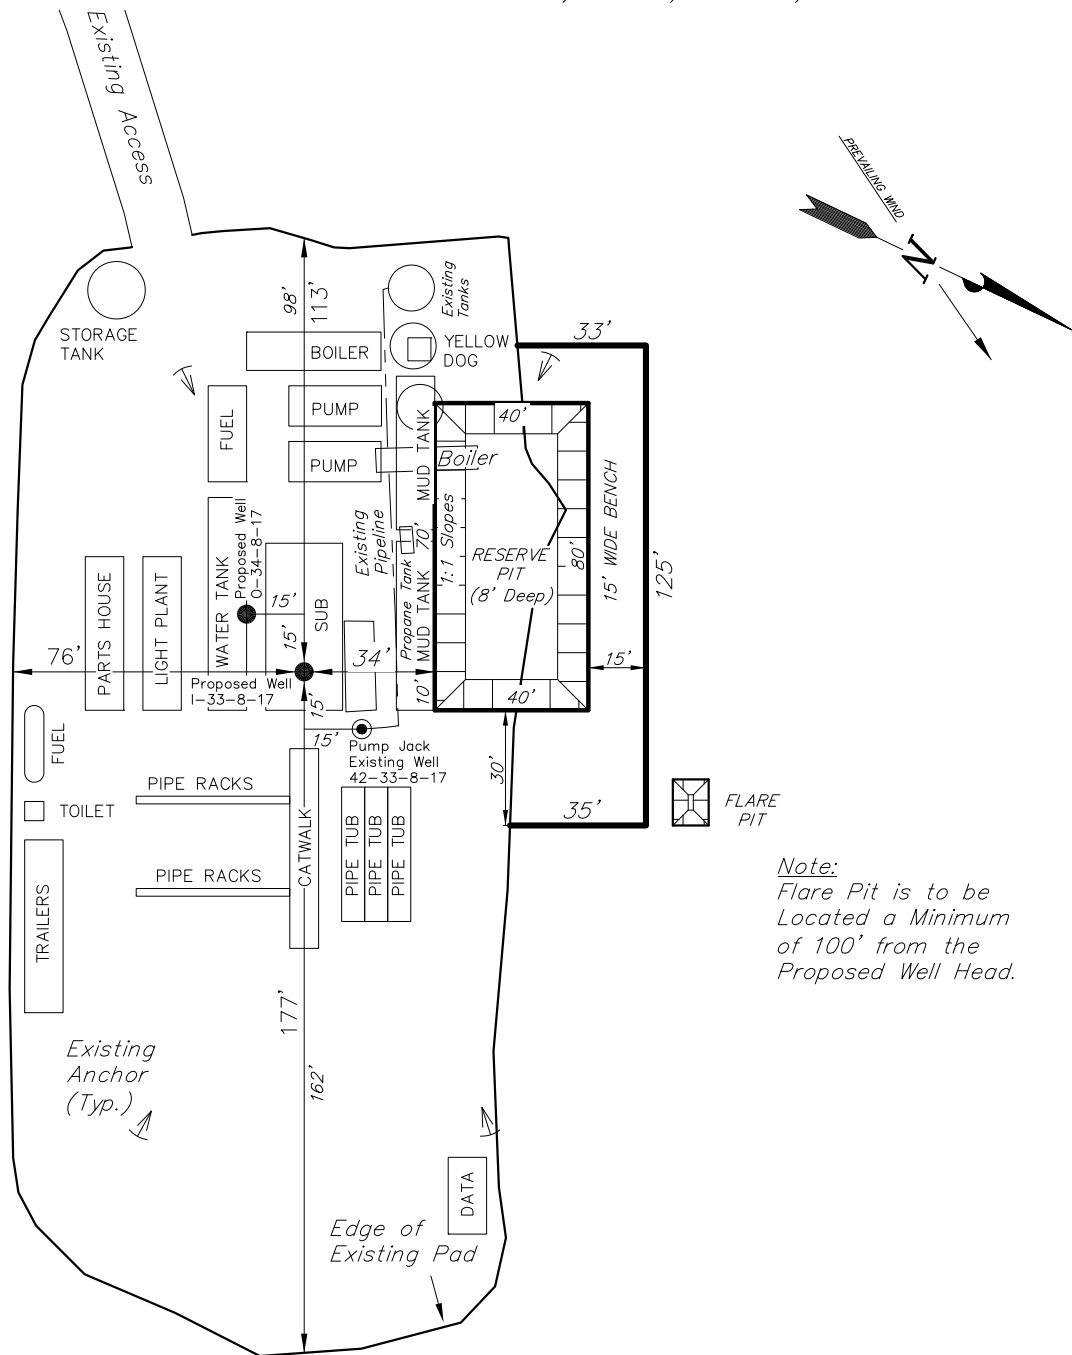 Existing Access
PREVAILING WIND
N
STORAGE
TANK
98'
113'
Existing
Tanks
BOILER
YELLOW
DOG
33'
FUEL
PUMP
PUMP
MUD TANK
40'
Boiler
WATER TANK
Proposed Well
O-34-8-17
Existing
Pipeline
70'
1:1 Slopes
RESERVE
PIT
(8' Deep)
80'
15' WIDE BENCH
125'
PARTS HOUSE
LIGHT PLANT
15'
15'
SUB
Propane Tank
MUD TANK
76'
34'
15'
Proposed Well
I-33-8-17
15'
10'
40'
15'
Pump Jack
Existing Well
42-33-8-17
30'
FUEL
PIPE RACKS
TOILET
CATWALK
PIPE TUB
PIPE TUB
PIPE TUB
35'
FLARE
PIT
PIPE RACKS
TRAILERS
Note:
Flare Pit is to be
Located a Minimum
of 100' from the
Proposed Well Head.
177'
162'
Existing
Anchor
(Typ.)
DATA
Edge of
Existing Pad